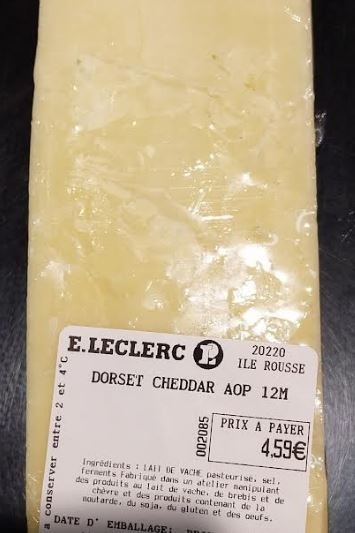 E.LECLERC L
20220
ILE ROUSSE
DORSET CHEDDAR AOP 12M
a conserver entre 2 et 4°C
002085
PRIX A PAYER
4,59€
Ingrédients : LAIT DE VACHE pasteurise, sel,
ferments Fabriqué dans un atelier manipulant
des produits au lait de vache, de brebis et de
chèvre et des produits contenant de la
moutarde, du soja, du gluten et des oeufs.
DATE D' EMBALLAGE: